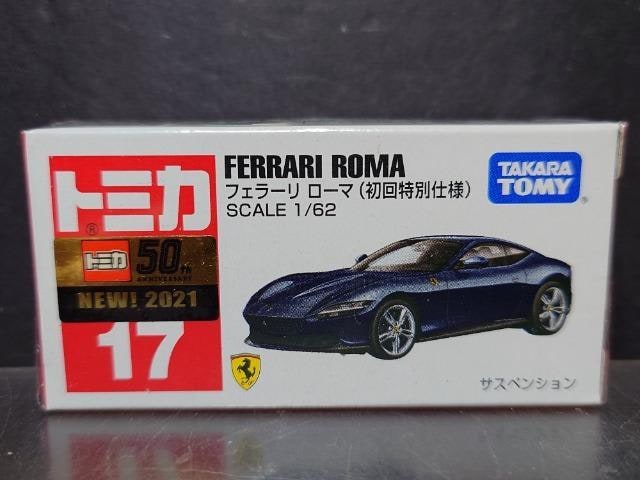 トミカ
®
トミカ 50th
ANNIVERSARY
NEW! 2021
17
FERRARI ROMA
フェラーリ ローマ（初回特別仕様）
SCALE 1/62
TAKARA
TOMY
®
サスペンション